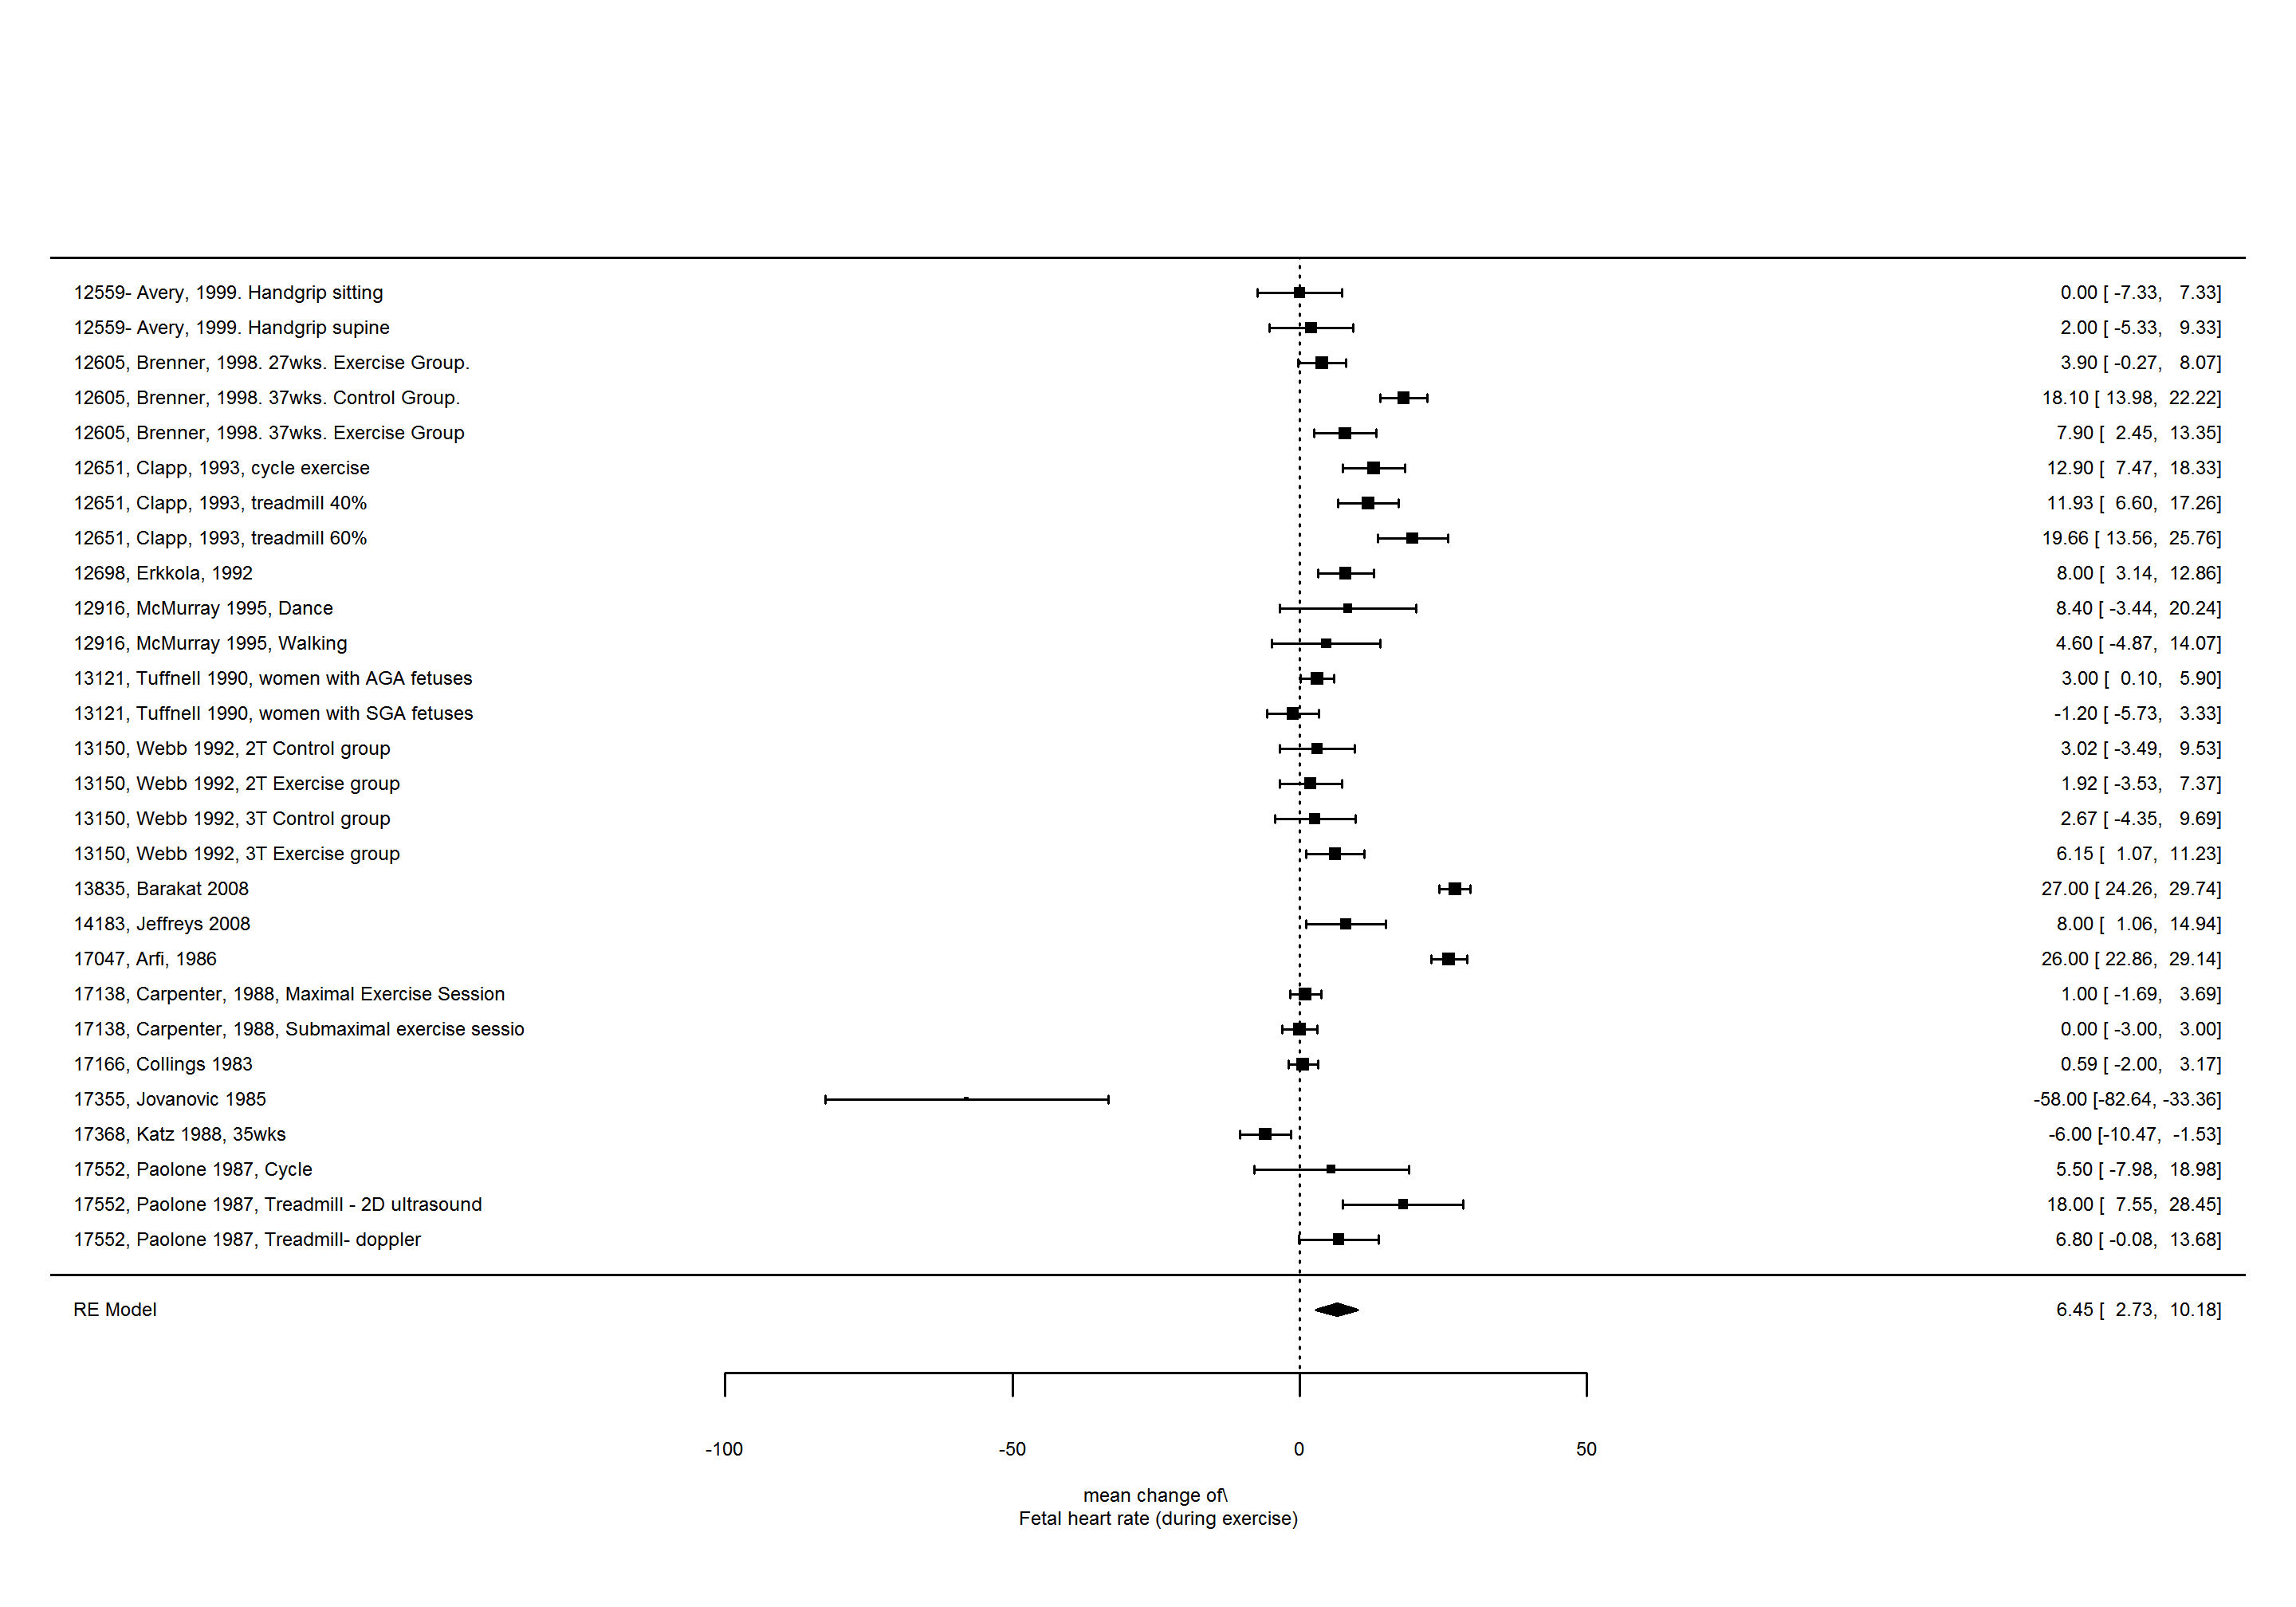 12559- Avery, 1999. Handgrip sitting 0.00 [ -7.33, 7.33]
12559- Avery, 1999. Handgrip supine 2.00 [ -5.33, 9.33]
12605, Brenner, 1998. 27wks. Exercise Group. 3.90 [ -0.27, 8.07]
12605, Brenner, 1998. 37wks. Control Group. 18.10 [ 13.98, 22.22]
12605, Brenner, 1998. 37wks. Exercise Group 7.90 [ 2.45, 13.35]
12651, Clapp, 1993, cycle exercise 12.90 [ 7.47, 18.33]
12651, Clapp, 1993, treadmill 40% 11.93 [ 6.60, 17.26]
12651, Clapp, 1993, treadmill 60% 19.66 [ 13.56, 25.76]
12698, Erkkola, 1992 8.00 [ 3.14, 12.86]
12916, McMurray 1995, Dance 8.40 [ -3.44, 20.24]
12916, McMurray 1995, Walking 4.60 [ -4.87, 14.07]
13121, Tuffnell 1990, women with AGA fetuses 3.00 [ 0.10, 5.90]
13121, Tuffnell 1990, women with SGA fetuses -1.20 [ -5.73, 3.33]
13150, Webb 1992, 2T Control group 3.02 [ -3.49, 9.53]
13150, Webb 1992, 2T Exercise group 1.92 [ -3.53, 7.37]
13150, Webb 1992, 3T Control group 2.67 [ -4.35, 9.69]
13150, Webb 1992, 3T Exercise group 6.15 [ 1.07, 11.23]
13835, Barakat 2008 27.00 [ 24.26, 29.74]
14183, Jeffreys 2008 8.00 [ 1.06, 14.94]
17047, Arfi, 1986 26.00 [ 22.86, 29.14]
17138, Carpenter, 1988, Maximal Exercise Session 1.00 [ -1.69, 3.69]
17138, Carpenter, 1988, Submaximal exercise sessio 0.00 [ -3.00, 3.00]
17166, Collings 1983 0.59 [ -2.00, 3.17]
17355, Jovanovic 1985 -58.00 [-82.64, -33.36]
17368, Katz 1988, 35wks -6.00 [-10.47, -1.53]
17552, Paolone 1987, Cycle 5.50 [ -7.98, 18.98]
17552, Paolone 1987, Treadmill - 2D ultrasound 18.00 [ 7.55, 28.45]
17552, Paolone 1987, Treadmill- doppler 6.80 [ -0.08, 13.68]
RE Model 6.45 [ 2.73, 10.18]
-100 -50 0 50
mean change of\
Fetal heart rate (during exercise)